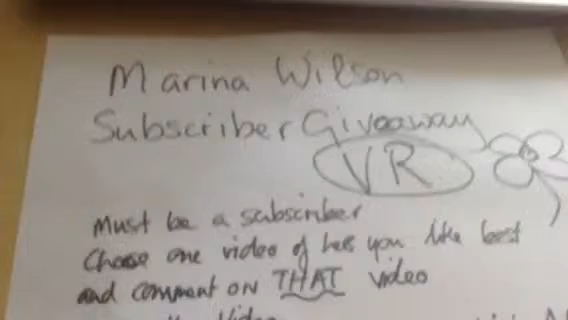 Marina Wilson
Subscriber Giveaway
VR
Must be a subscriber
Choose one video of hers you like best
and comment on THAT video
Video